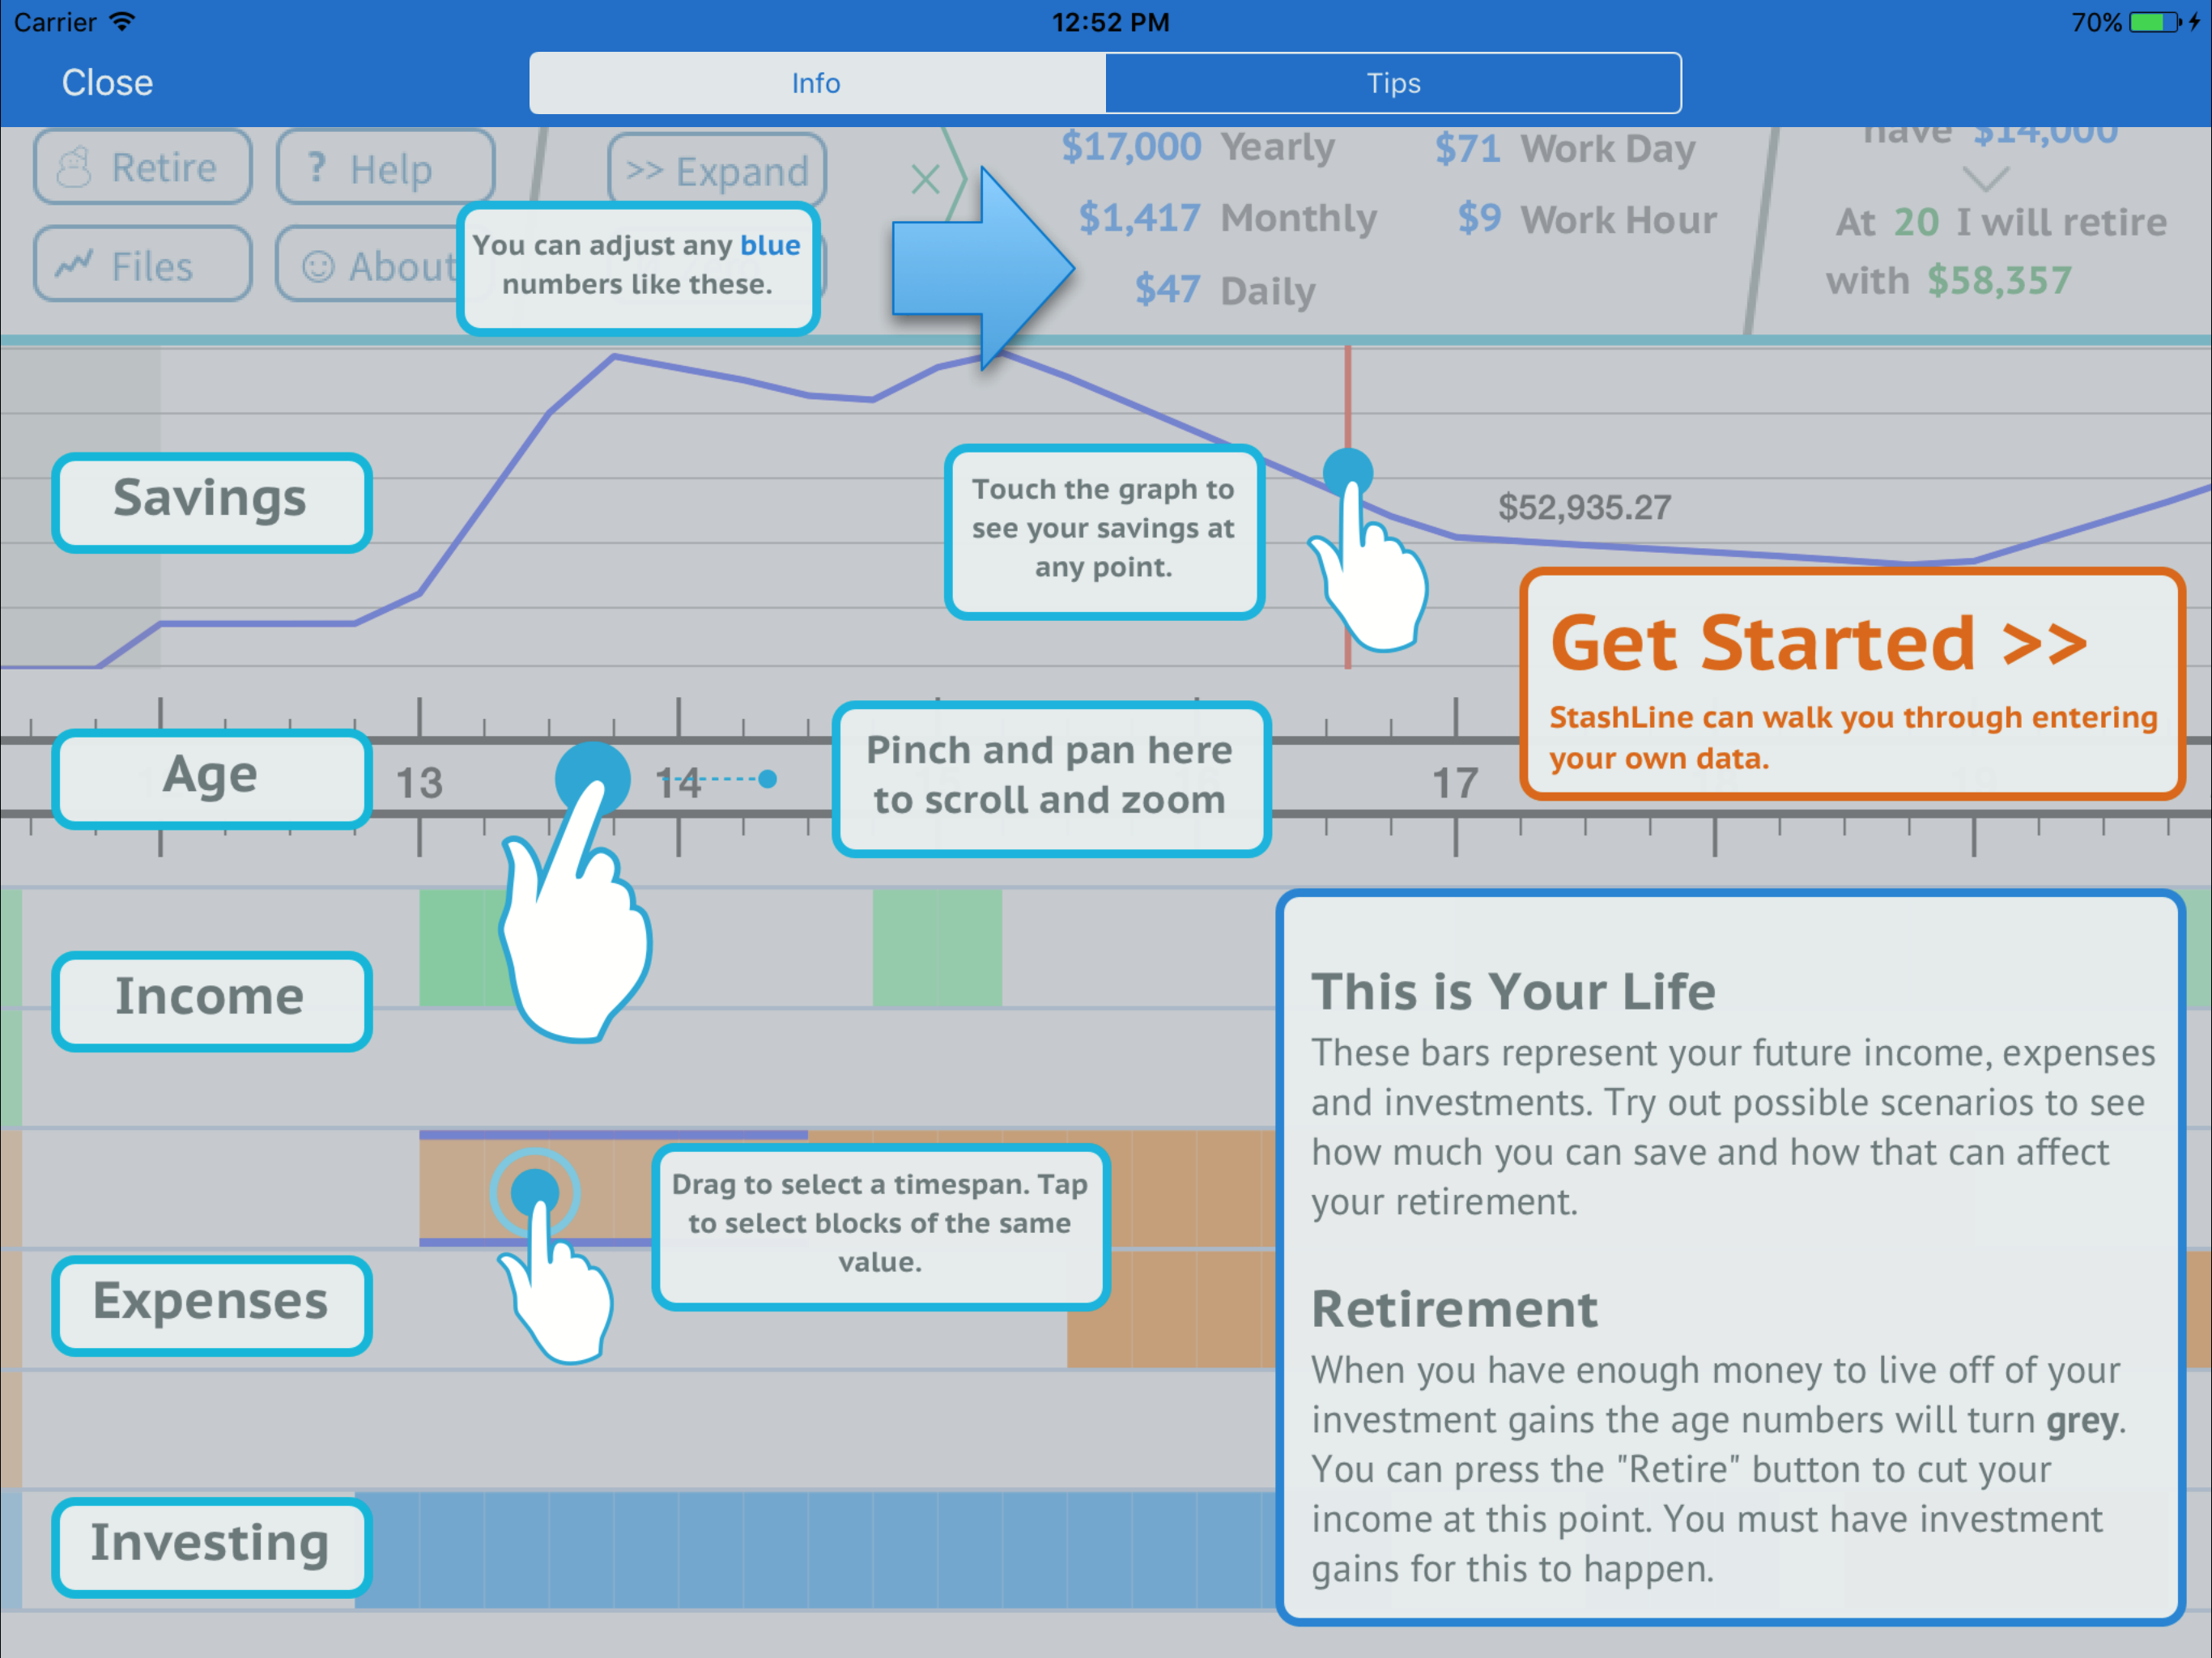 Carrier
12:52 PM
70%
Close
Info
Tips
Retire
? Help
>> Expand
Files
About
$17,000 Yearly
$1,417 Monthly
$47 Daily
$71 Work Day
$9 Work Hour
have $14,000
At 20 I will retire
with $58,357
You can adjust any blue
numbers like these.
Savings
Touch the graph to
see your savings at
any point.
$52,935.27
Get Started >>
StashLine can walk you through entering
your own data.
Age
13
14
17
Pinch and pan here
to scroll and zoom
Income
This is Your Life
These bars represent your future income, expenses
and investments. Try out possible scenarios to see
how much you can save and how that can affect
your retirement.
Drag to select a timespan. Tap
to select blocks of the same
value.
Expenses
Retirement
When you have enough money to live off of your
investment gains the age numbers will turn grey.
You can press the "Retire" button to cut your
income at this point. You must have investment
gains for this to happen.
Investing